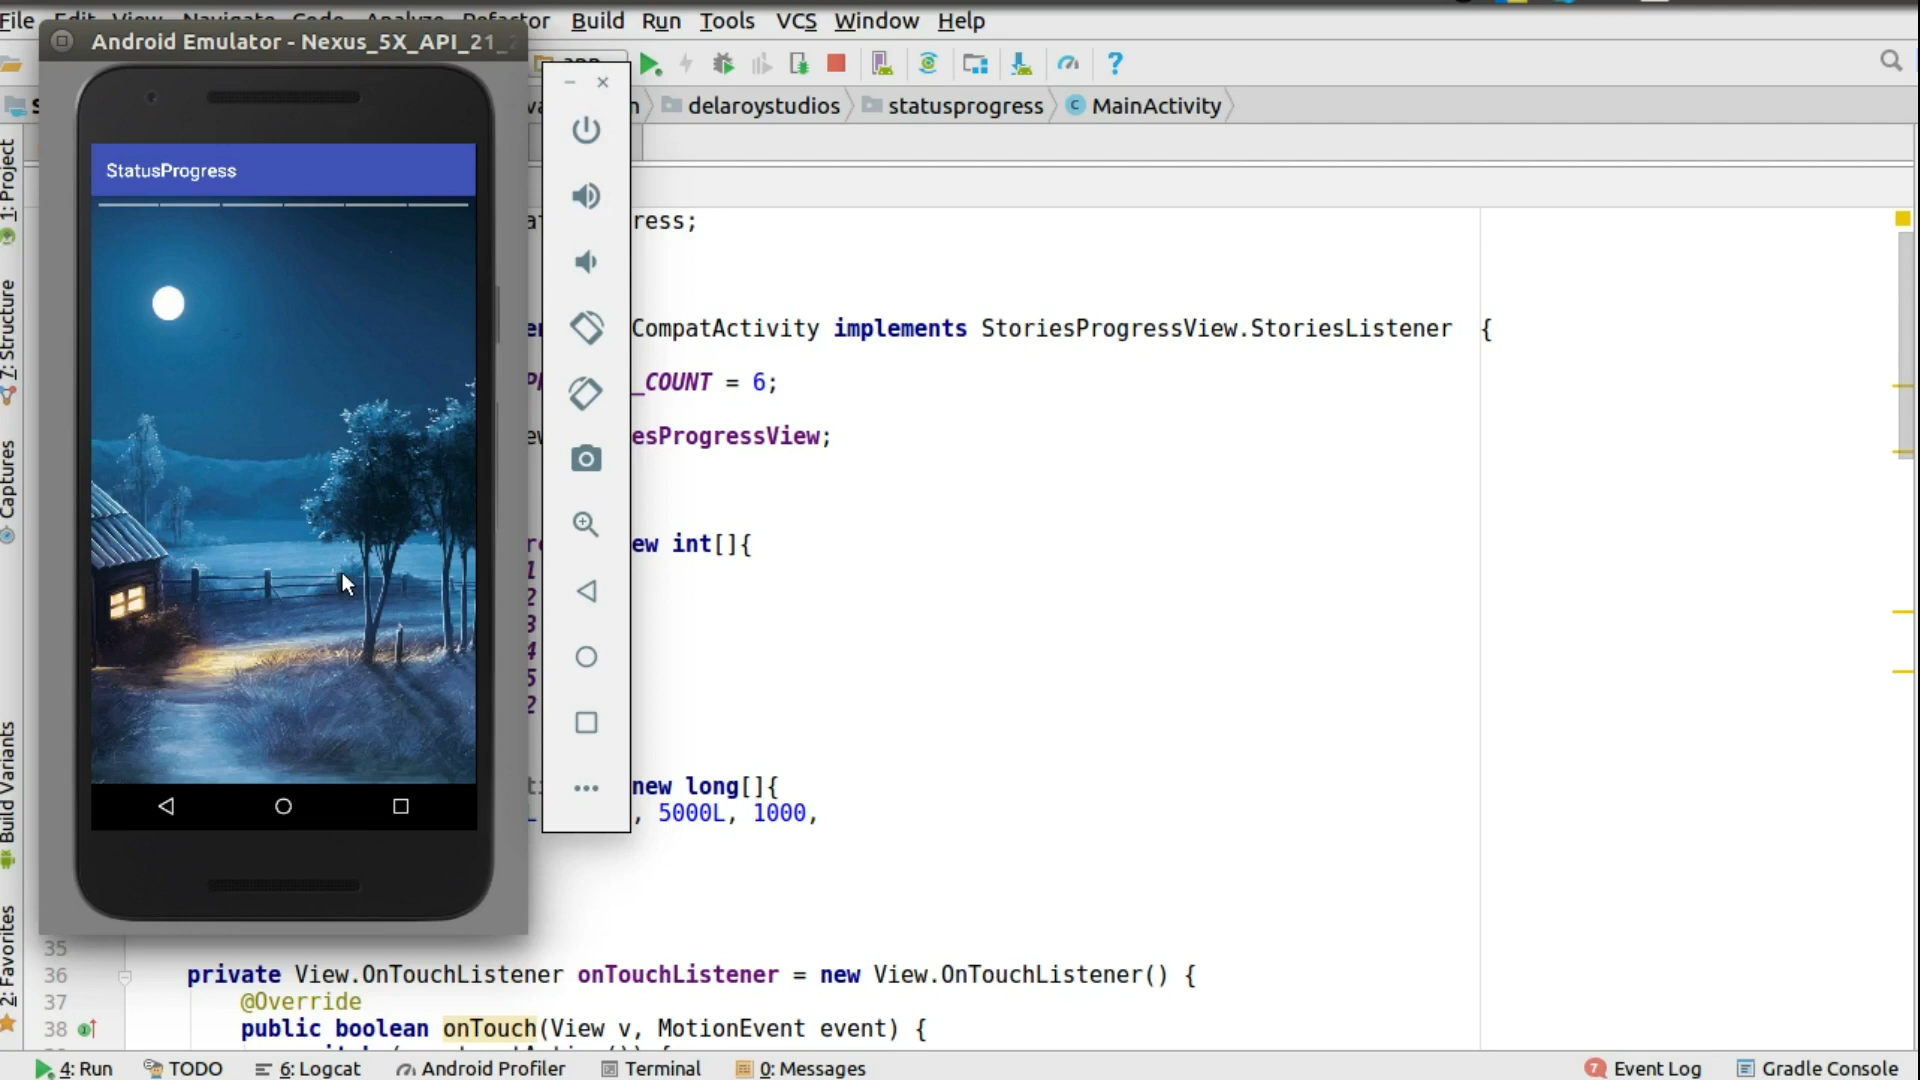 File Edit View Navigate Code Analyze Refactor Build Run Tools VCS Window Help
Android Emulator - Nexus_5X_API_21_
delaroystudios statusprogress MainActivity
1: Project
7: Structure
Captures
Build Variants
2: Favorites
StatusProgress
ress;
CompatActivity implements StoriesProgressView.StoriesListener {
_COUNT = 6;
esProgressView;
ew int[]{
1
2
3
4
5
2
new long[]{
, 5000L, 1000,
35
36 private View.OnTouchListener onTouchListener = new View.OnTouchListener() {
37 @Override
38 public boolean onTouch(View v, MotionEvent event) {
4: Run TODO 6: Logcat Android Profiler Terminal 0: Messages 7 Event Log Gradle Console